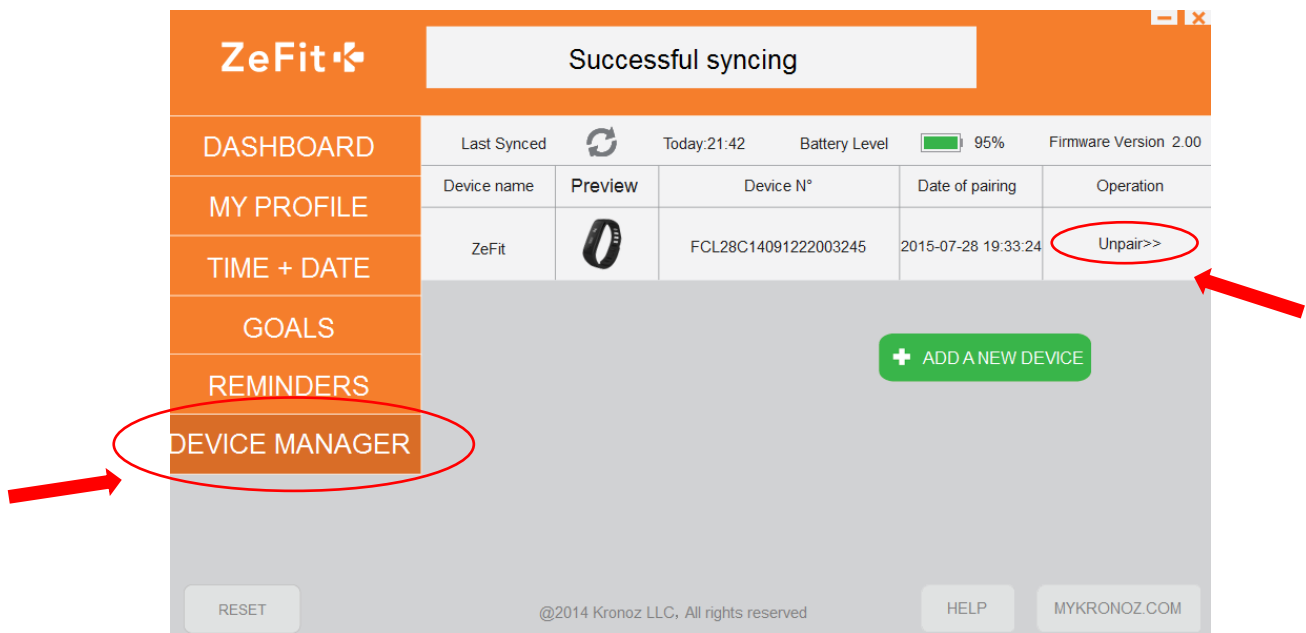 ZeFit
Successful syncing
DASHBOARD
MY PROFILE
TIME + DATE
GOALS
REMINDERS
DEVICE MANAGER
Last Synced Today:21:42 Battery Level 95% Firmware Version 2.00
Device name Preview Device N° Date of pairing Operation
ZeFit FCL28C14091222003245 2015-07-28 19:33:24 Unpair>>
+ ADD A NEW DEVICE
RESET
@2014 Kronoz LLC, All rights reserved
HELP
MYKRONOZ.COM